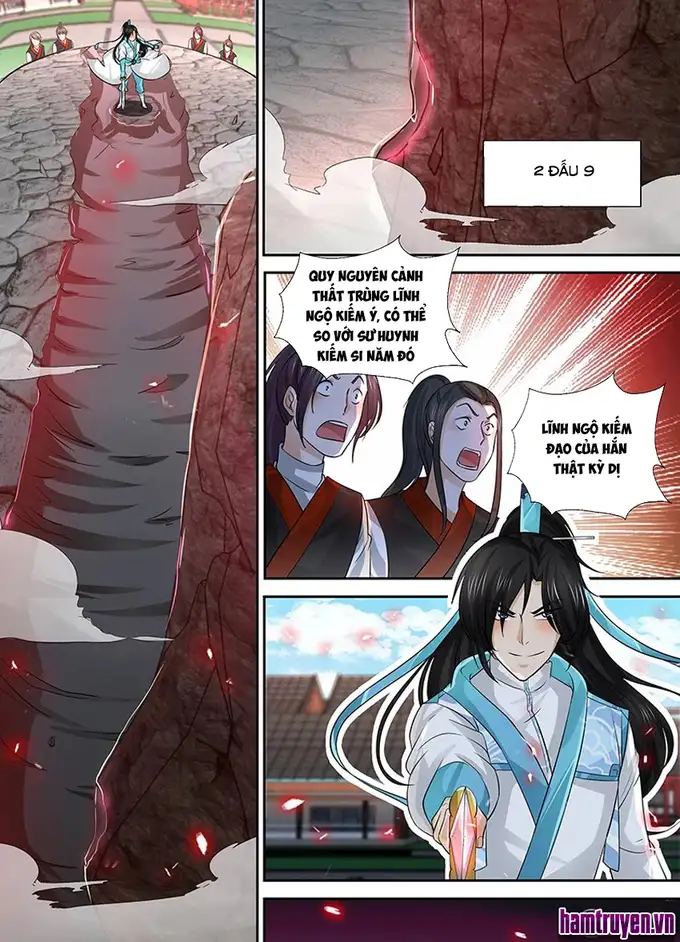 2 ĐẤU 9
QUY NGUYÊN CẢNH
THẤT TRÙNG LĨNH
NGỘ KIẾM Ý, CÓ THỂ
SO VỚI SƯ HUYNH
KIẾM SI NĂM ĐÓ
LĨNH NGỘ KIẾM
ĐẠO CỦA HẮN
THẬT KỲ DỊ
hamtruyen.vn